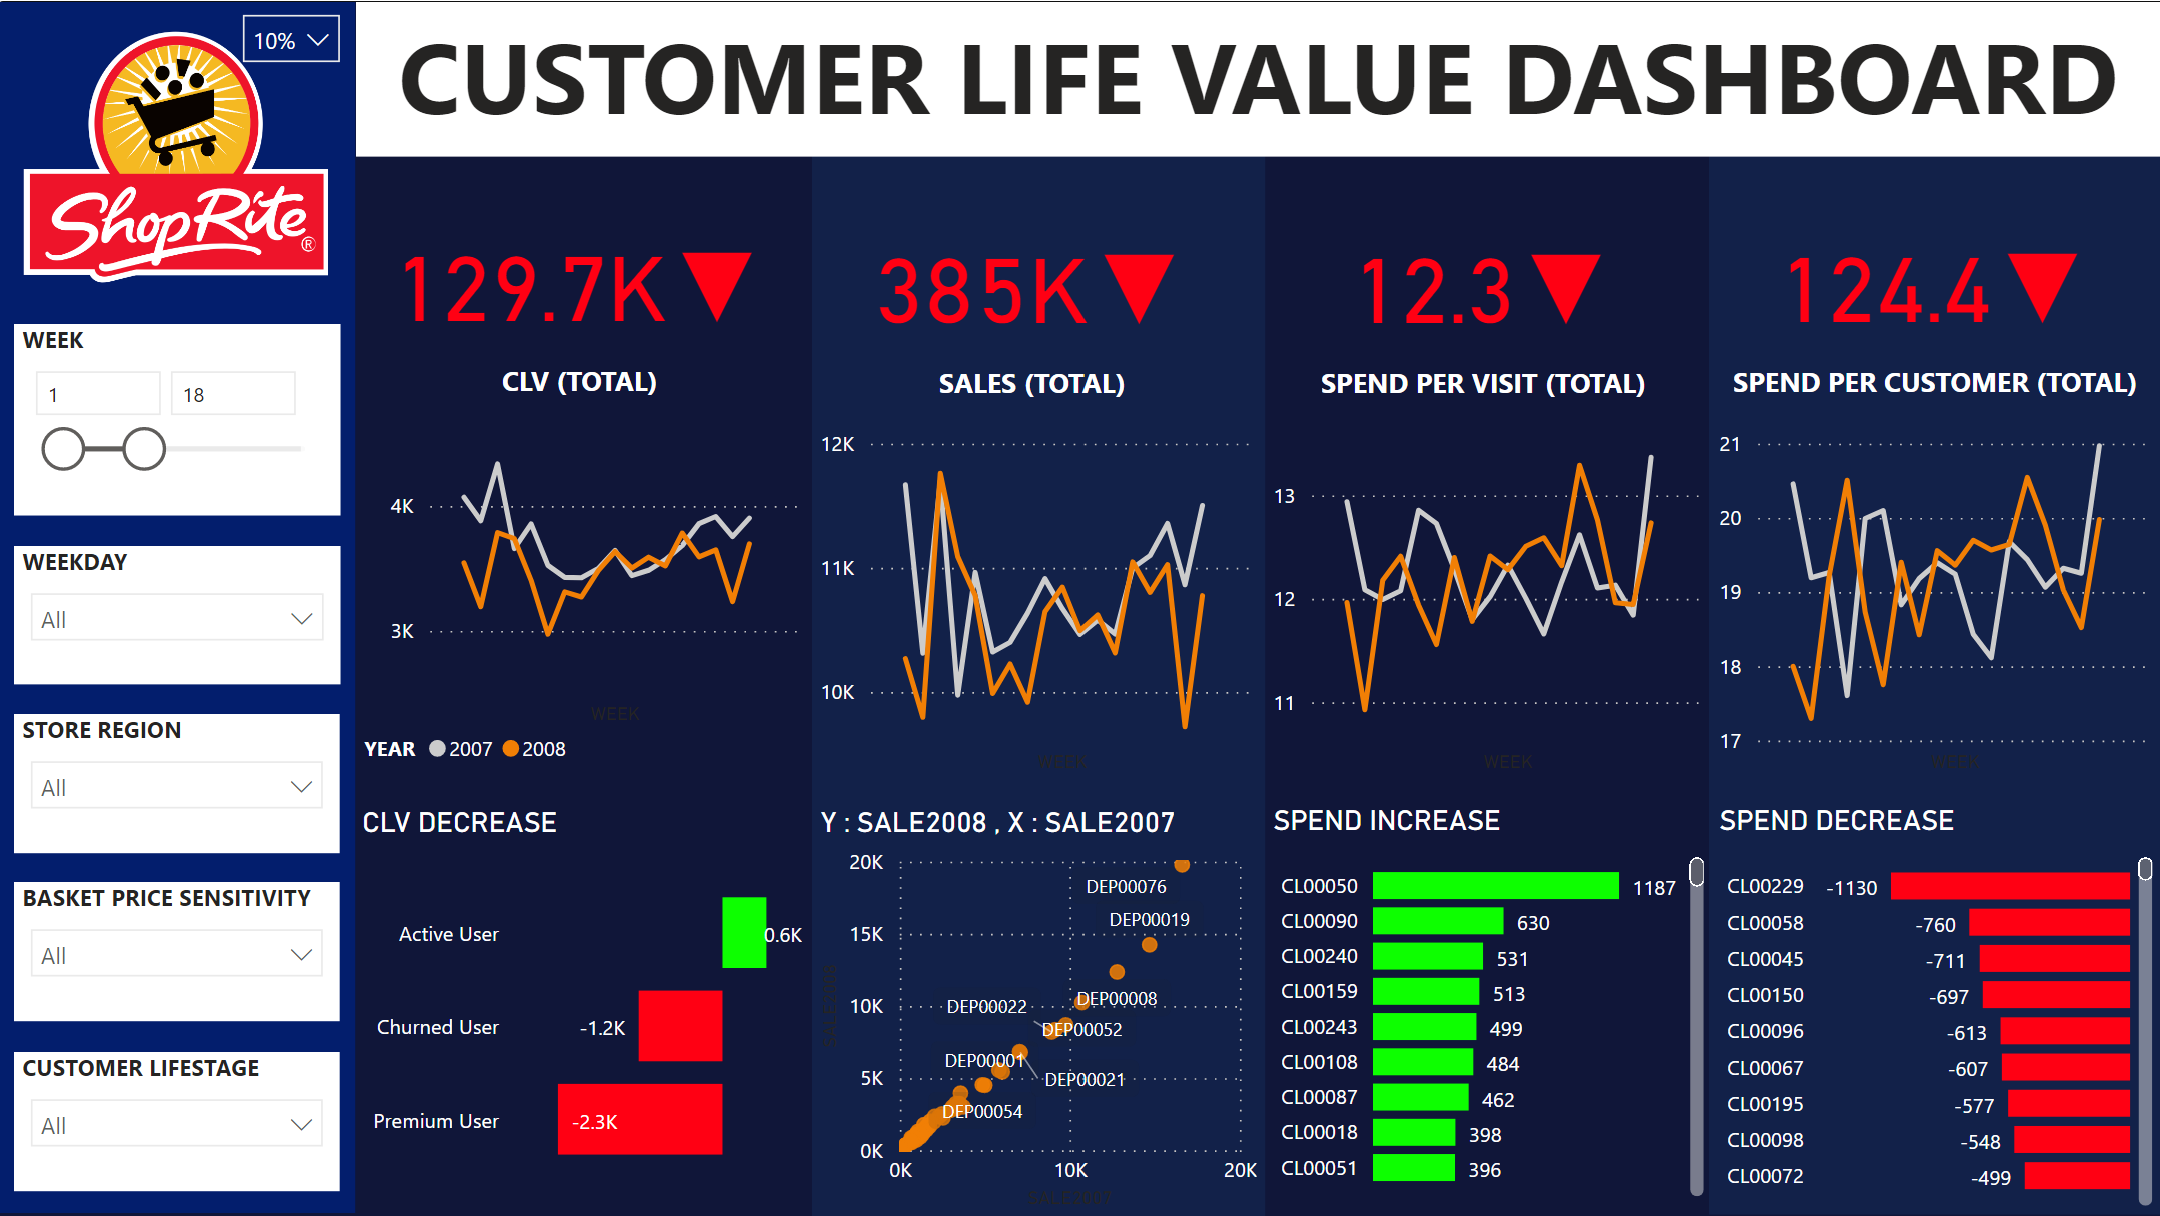 10%
CUSTOMER LIFE VALUE DASHBOARD
ShopRite®
WEEK
1 18
WEEKDAY
All
STORE REGION
All
BASKET PRICE SENSITIVITY
All
CUSTOMER LIFESTAGE
All
129.7K
CLV (TOTAL)
4K
3K
WEEK
YEAR 2007 2008
385K
SALES (TOTAL)
12K
11K
10K
WEEK
12.3
SPEND PER VISIT (TOTAL)
13
12
11
WEEK
124.4
SPEND PER CUSTOMER (TOTAL)
21
20
19
18
17
WEEK
CLV DECREASE
Active User 0.6K
Churned User -1.2K
Premium User -2.3K
Y : SALE2008 , X : SALE2007
20K
15K
10K
5K
0K
SALE2008
DEP00076
DEP00019
DEP00008
DEP00022
DEP00052
DEP00001
DEP00021
DEP00054
0K 10K 20K
SALE2007
SPEND INCREASE
CL00050 1187
CL00090 630
CL00240 531
CL00159 513
CL00243 499
CL00108 484
CL00087 462
CL00018 398
CL00051 396
SPEND DECREASE
CL00229 -1130
CL00058 -760
CL00045 -711
CL00150 -697
CL00096 -613
CL00067 -607
CL00195 -577
CL00098 -548
CL00072 -499